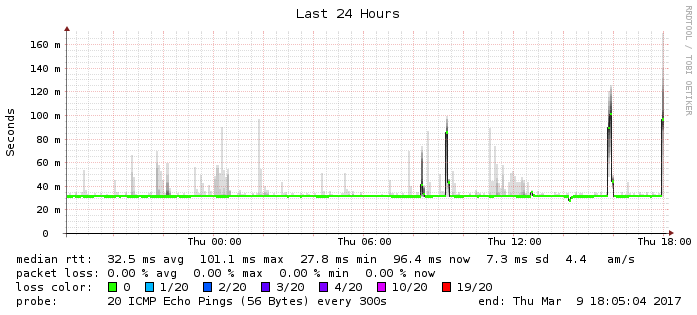 Last 24 Hours
RRDTOOL / TOBI OETIKER
Seconds
160 m
140 m
120 m
100 m
80 m
60 m
40 m
20 m
0
Thu 00:00 Thu 06:00 Thu 12:00 Thu 18:00
median rtt: 32.5 ms avg 101.1 ms max 27.8 ms min 96.4 ms now 7.3 ms sd 4.4 am/s
packet loss: 0.00 % avg 0.00 % max 0.00 % min 0.00 % now
loss color: 0 1/20 2/20 3/20 4/20 10/20 19/20
probe: 20 ICMP Echo Pings (56 Bytes) every 300s end: Thu Mar 9 18:05:04 2017